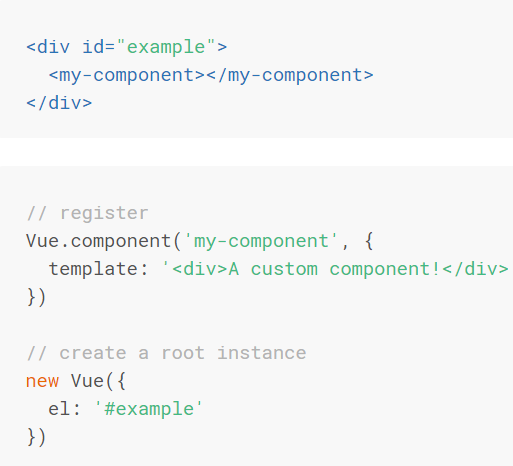 <div id="example">
  <my-component></my-component>
</div>
// register
Vue.component('my-component', {
  template: '<div>A custom component!</div>
})
// create a root instance
new Vue({
  el: '#example'
})